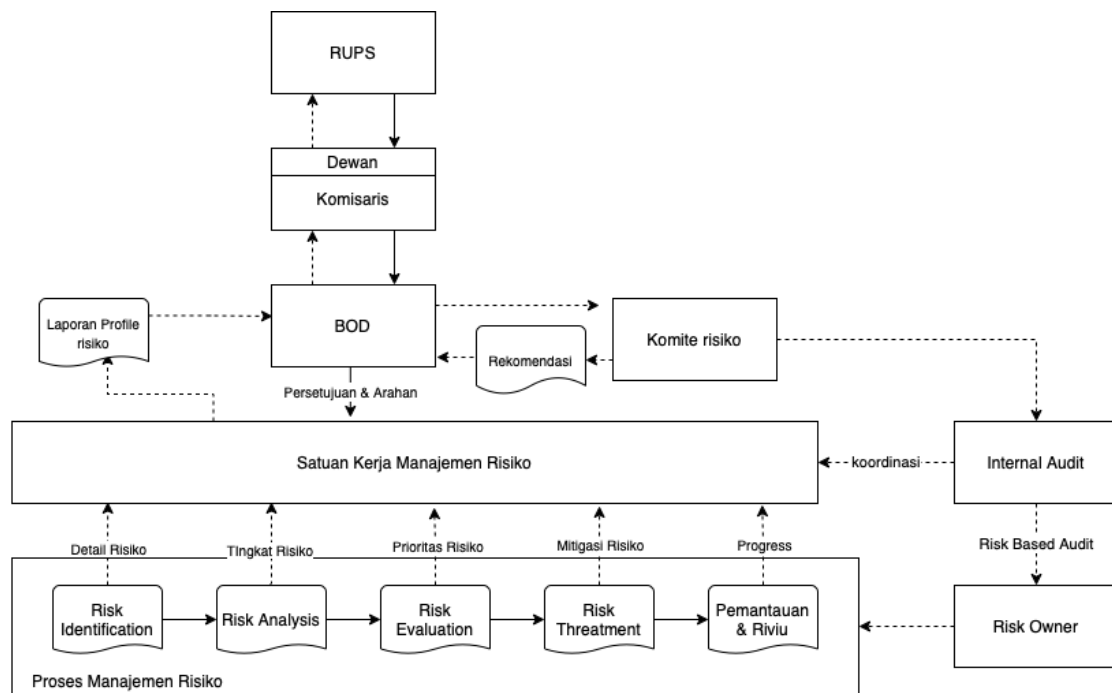 RUPS
Dewan
Komisaris
Laporan Profile
risiko
BOD
Rekomendasi
Komite risiko
Persetujuan & Arahan
Satuan Kerja Manajemen Risiko
koordinasi
Internal Audit
Detail Risiko
TIngkat Risiko
Prioritas Risiko
Mitigasi Risiko
Progress
Risk Based Audit
Risk
Identification
Risk Analysis
Risk
Evaluation
Risk
Threatment
Pemantauan
& Riviu
Risk Owner
Proses Manajemen Risiko